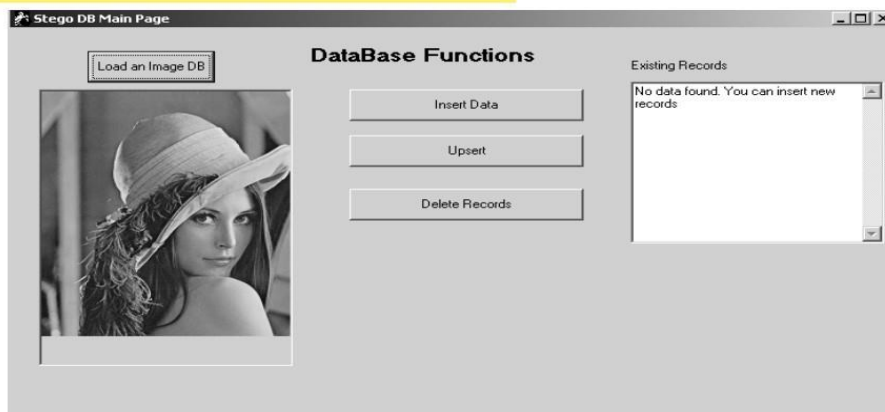 Stego DB Main Page
Load an Image DB
DataBase Functions
Existing Records
Insert Data
Upsert
Delete Records
No data found. You can insert new
records